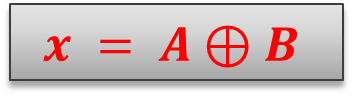 x = A ⊕ B